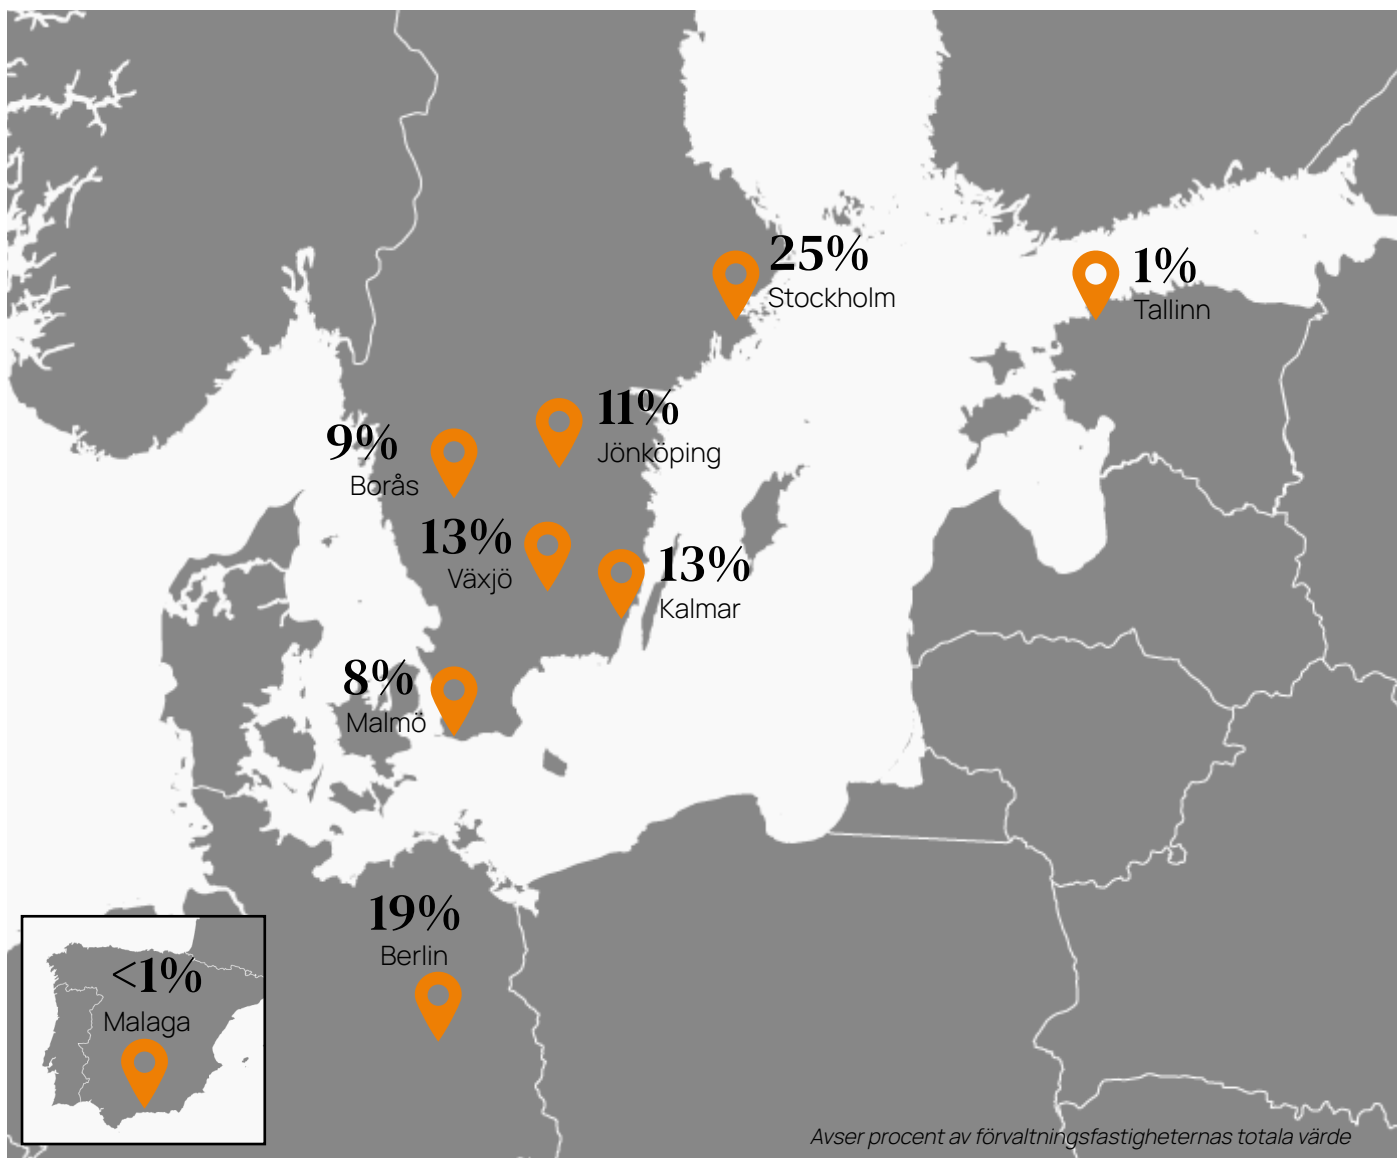 25%
Stockholm
1%
Tallinn
11%
Jönköping
9%
Borås
13%
Växjö
13%
Kalmar
8%
Malmö
19%
Berlin
<1%
Malaga
Avser procent av förvaltningsfastigheternas totala värde